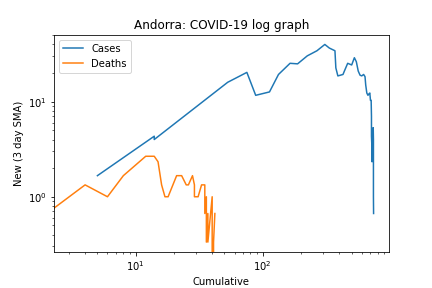 Andorra: COVID-19 log graph
Cases
Deaths
New (3 day SMA)
10¹
10⁰
10¹
10²
Cumulative